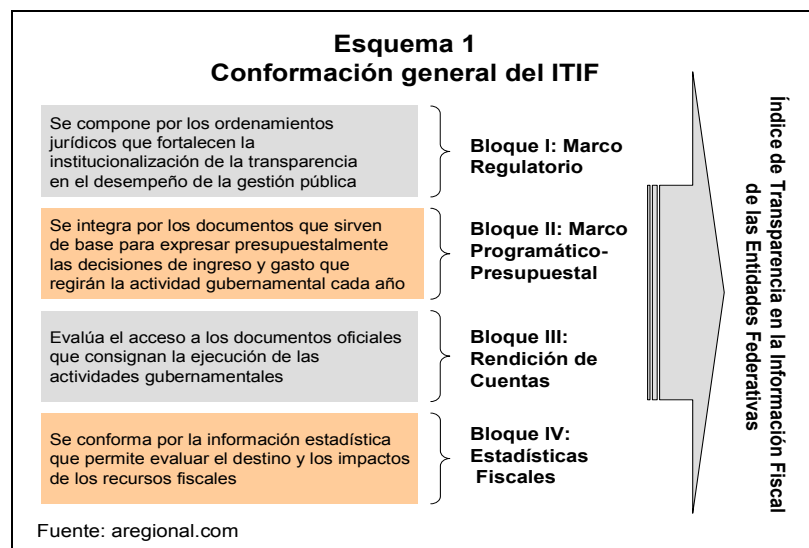 Esquema 1
Conformación general del ITIF
Se compone por los ordenamientos
jurídicos que fortalecen la
institucionalización de la transparencia
en el desempeño de la gestión pública
Bloque I: Marco
Regulatorio
Se integra por los documentos que sirven
de base para expresar presupuestalmente
las decisiones de ingreso y gasto que
regirán la actividad gubernamental cada año
Bloque II: Marco
Programático-
Presupuestal
Evalúa el acceso a los documentos oficiales
que consignan la ejecución de las
actividades gubernamentales
Bloque III:
Rendición de
Cuentas
Se conforma por la información estadística
que permite evaluar el destino y los impactos
de los recursos fiscales
Bloque IV:
Estadísticas
Fiscales
Índice de Transparencia en la Información Fiscal
de las Entidades Federativas
Fuente: aregional.com